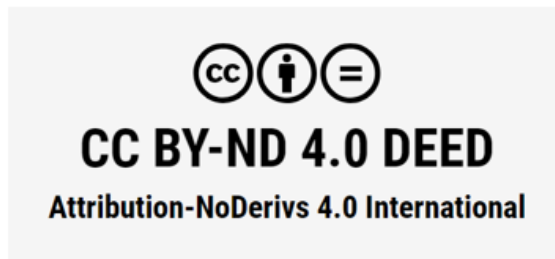 cc
CC BY-ND 4.0 DEED
Attribution-NoDerivs 4.0 International